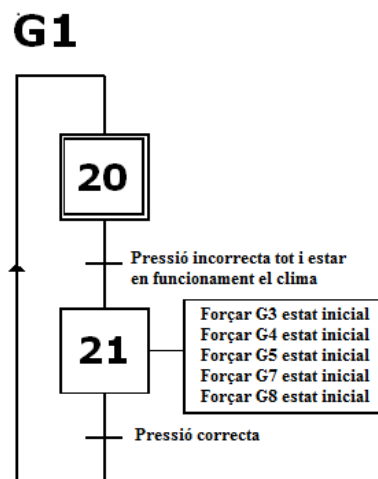 G1
20
Pressió incorrecta tot i estar
en funcionament el clima
21
Forçar G3 estat inicial
Forçar G4 estat inicial
Forçar G5 estat inicial
Forçar G7 estat inicial
Forçar G8 estat inicial
Pressió correcta